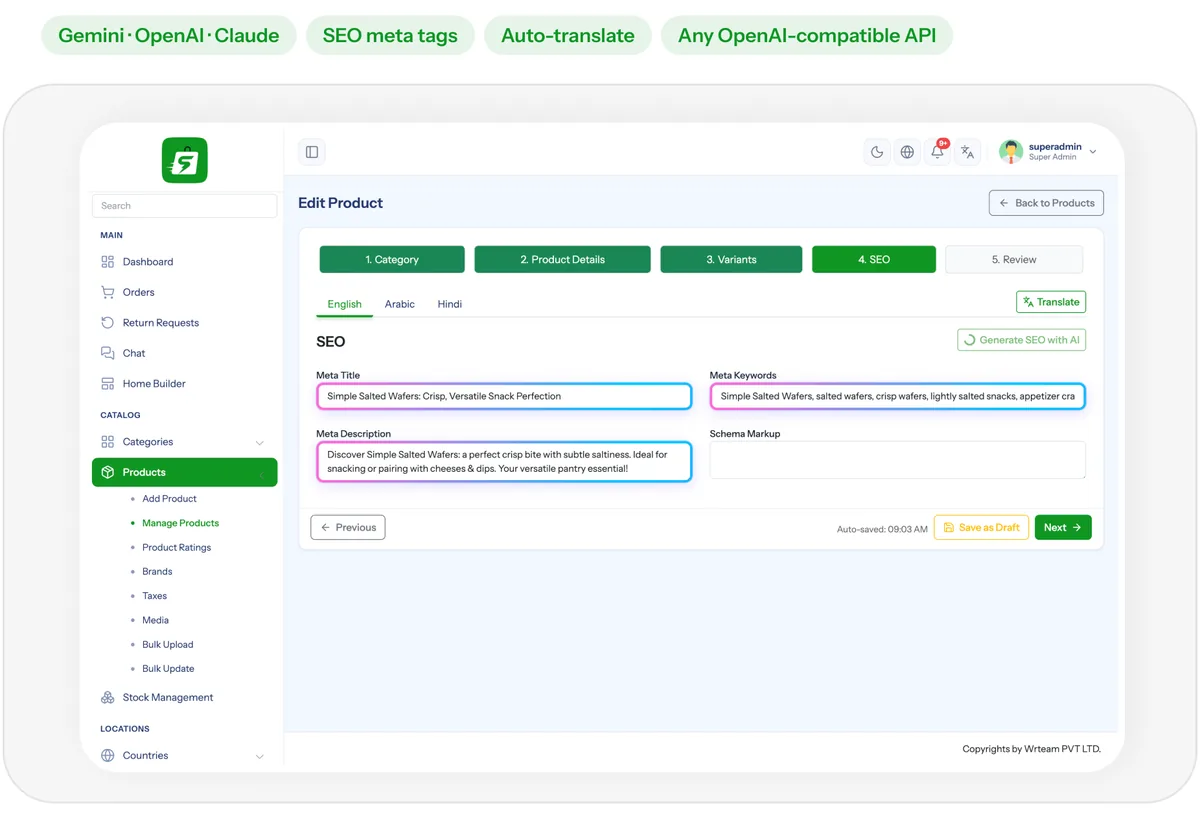 Gemini · OpenAI · Claude
SEO meta tags
Auto-translate
Any OpenAI-compatible API
Search
MAIN
Dashboard
Orders
Return Requests
Chat
Home Builder
CATALOG
Categories
Products
Add Product
Manage Products
Product Ratings
Brands
Taxes
Media
Bulk Upload
Bulk Update
Stock Management
LOCATIONS
Countries
9+
superadmin
Super Admin
Edit Product
Back to Products
1. Category
2. Product Details
3. Variants
4. SEO
5. Review
English
Arabic
Hindi
Translate
SEO
Generate SEO with AI
Meta Title
Simple Salted Wafers: Crisp, Versatile Snack Perfection
Meta Keywords
Simple Salted Wafers, salted wafers, crisp wafers, lightly salted snacks, appetizer cra
Meta Description
Discover Simple Salted Wafers: a perfect crisp bite with subtle saltiness. Ideal for
snacking or pairing with cheeses & dips. Your versatile pantry essential!
Schema Markup
Previous
Auto-saved: 09:03 AM
Save as Draft
Next
Copyrights by Wrteam PVT LTD.